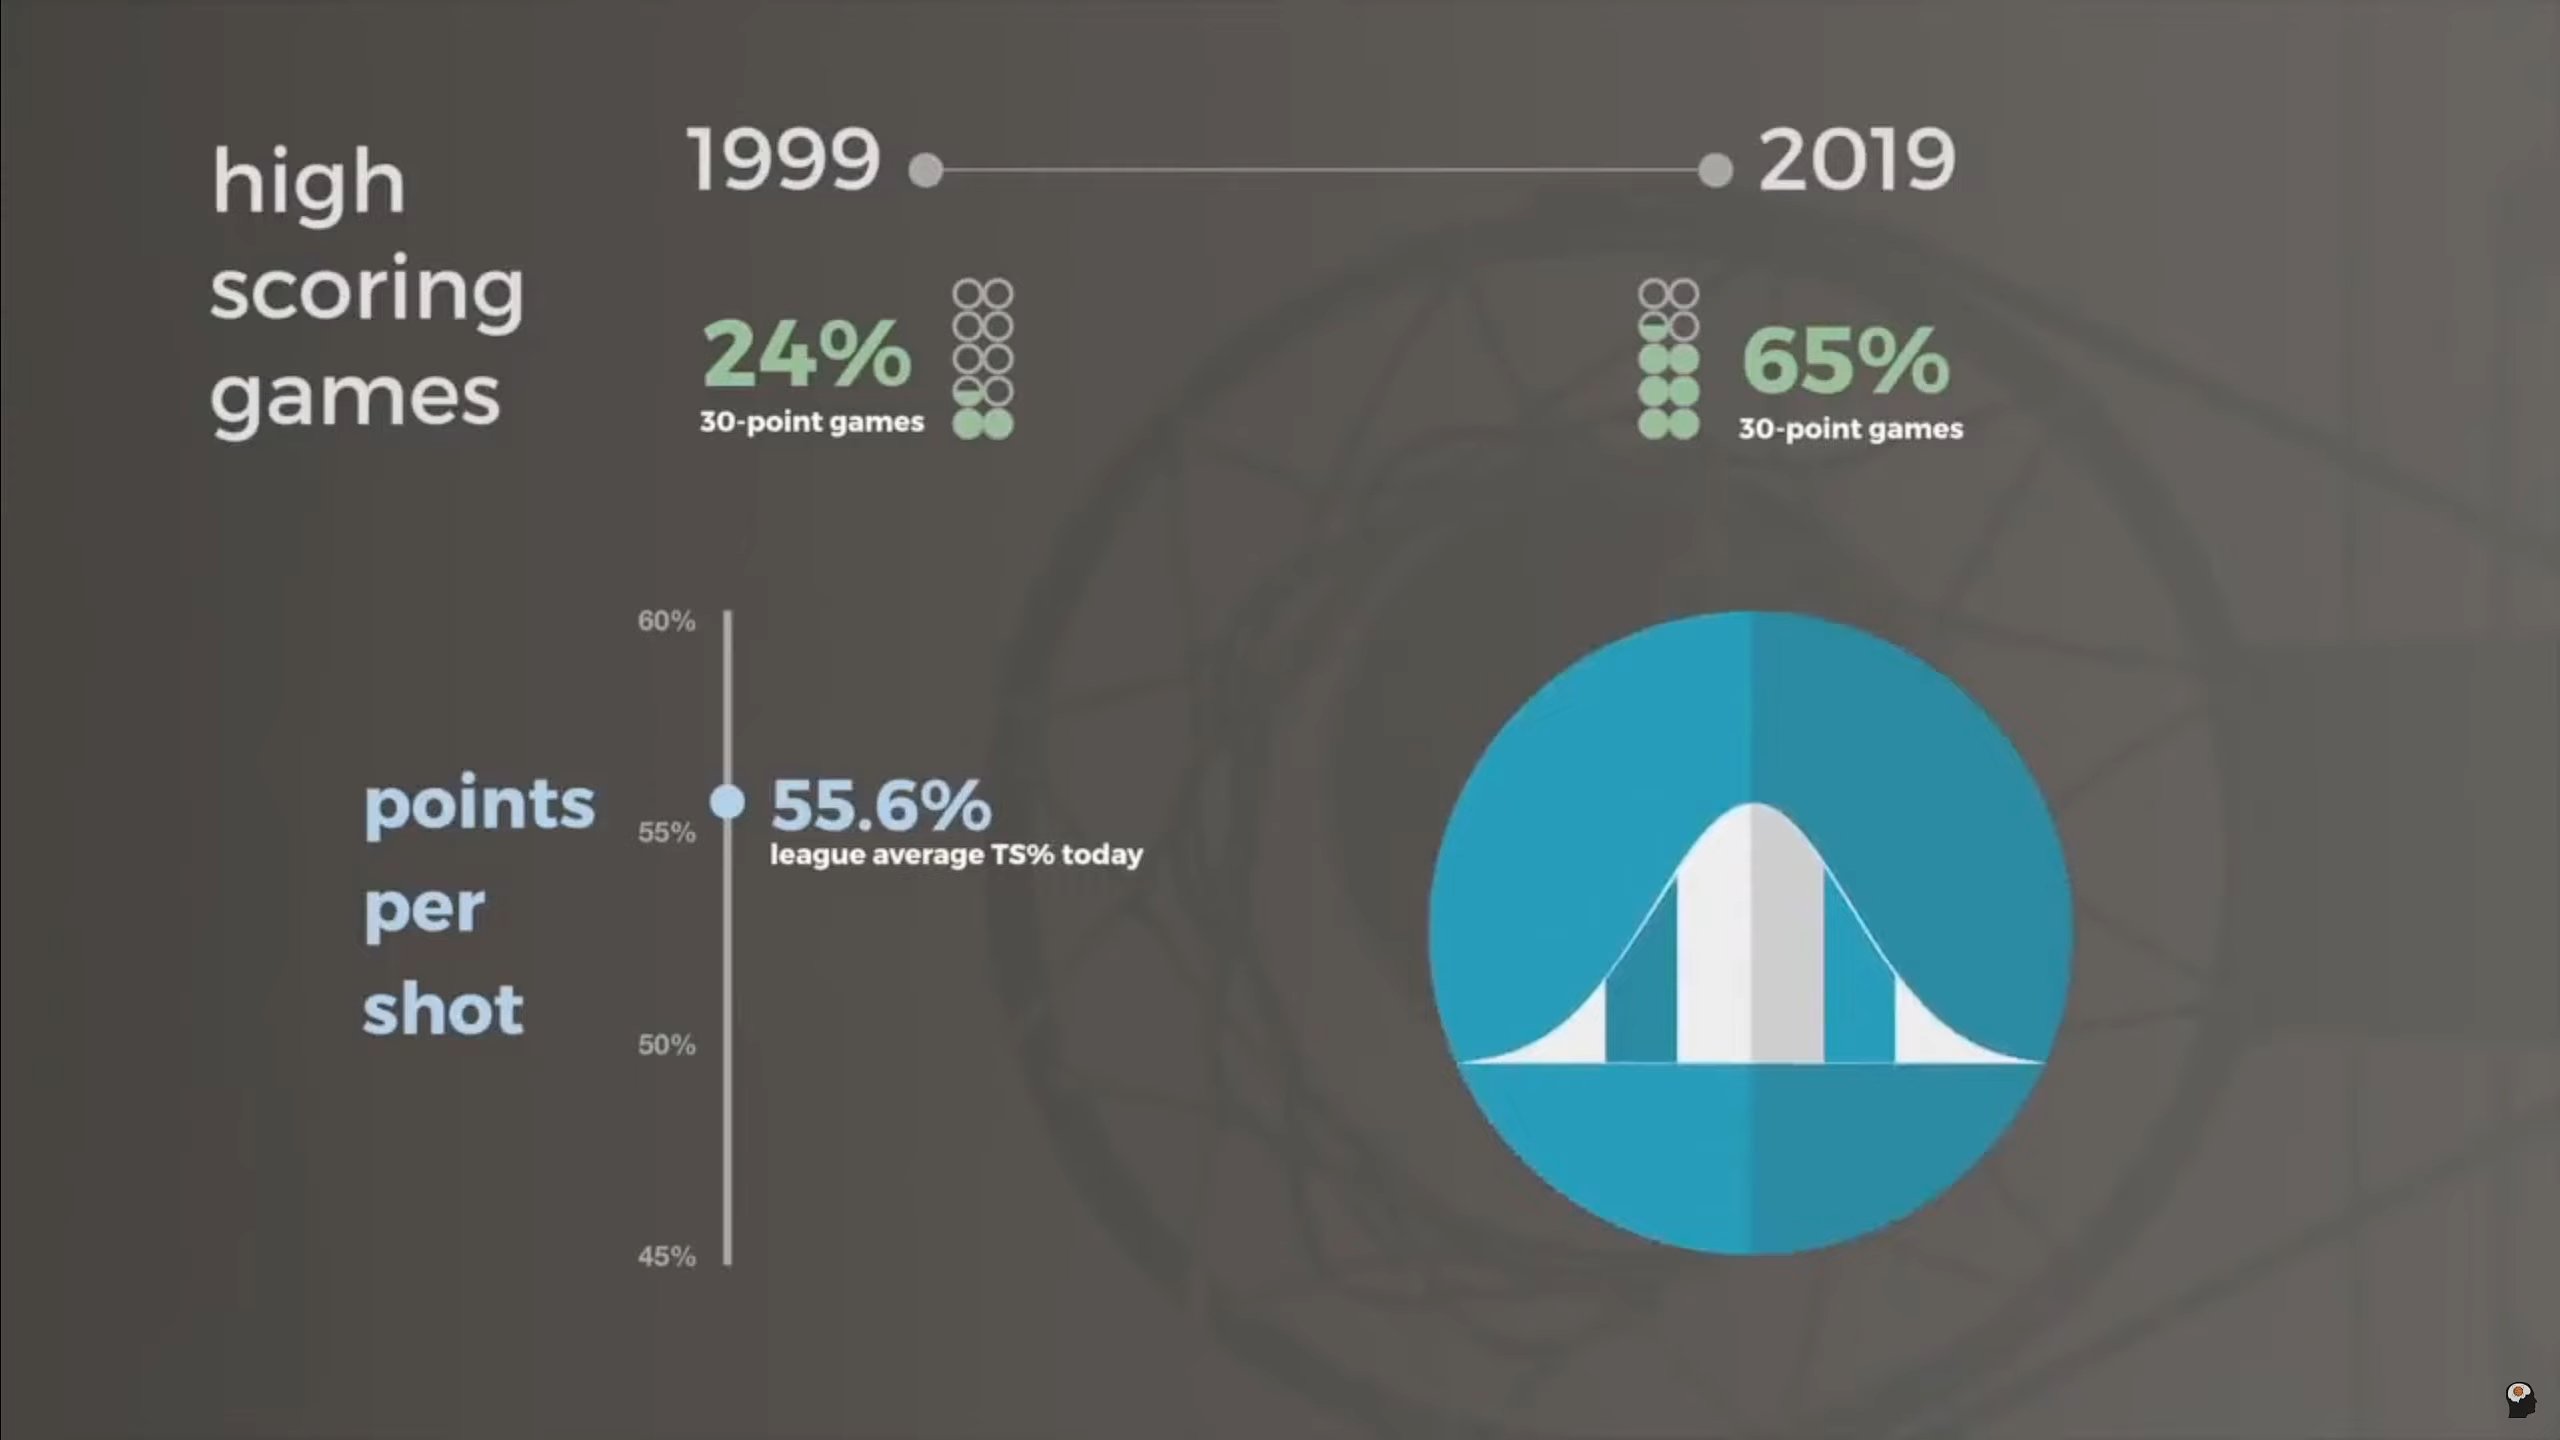 high
scoring
games
1999
2019
24%
30-point games
65%
30-point games
points
per
shot
60%
55%
50%
45%
55.6%
league average TS% today